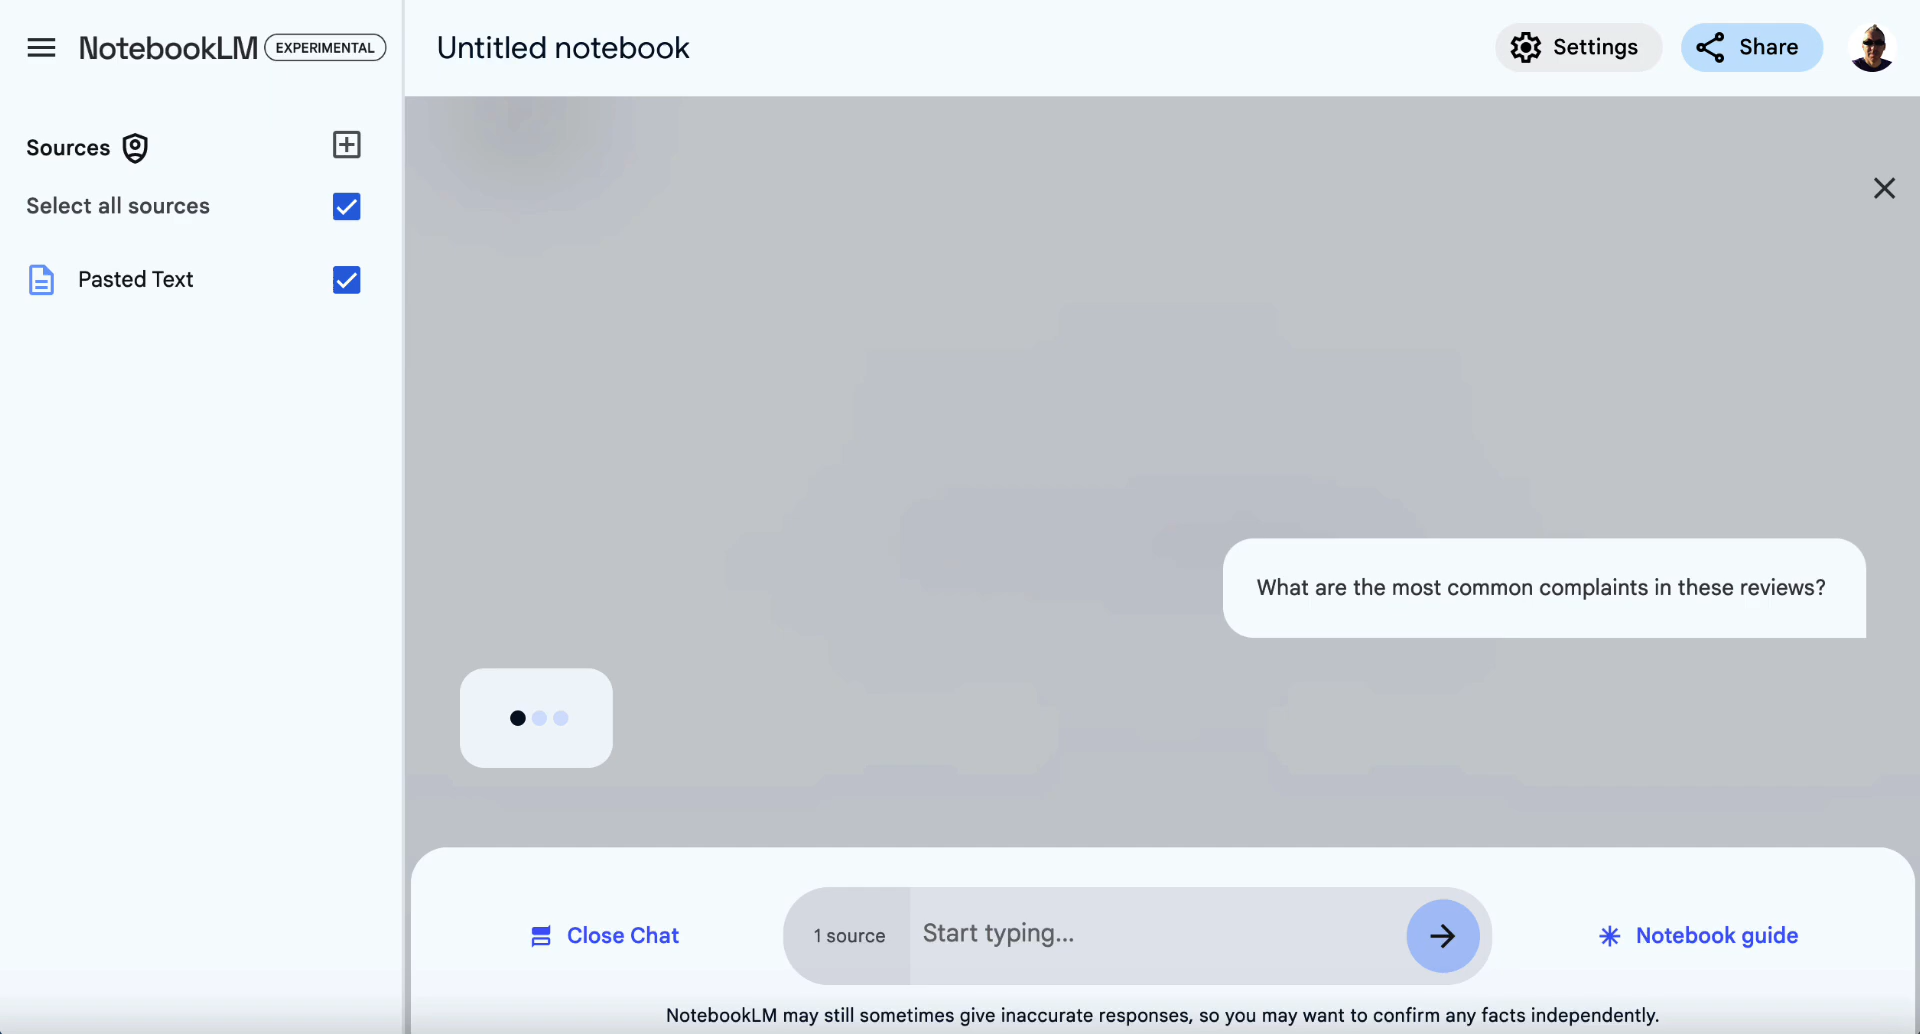 NotebookLM EXPERIMENTAL
Untitled notebook
Settings
Share
Sources
Select all sources
Pasted Text
What are the most common complaints in these reviews?
Close Chat
1 source
Start typing...
Notebook guide
NotebookLM may still sometimes give inaccurate responses, so you may want to confirm any facts independently.